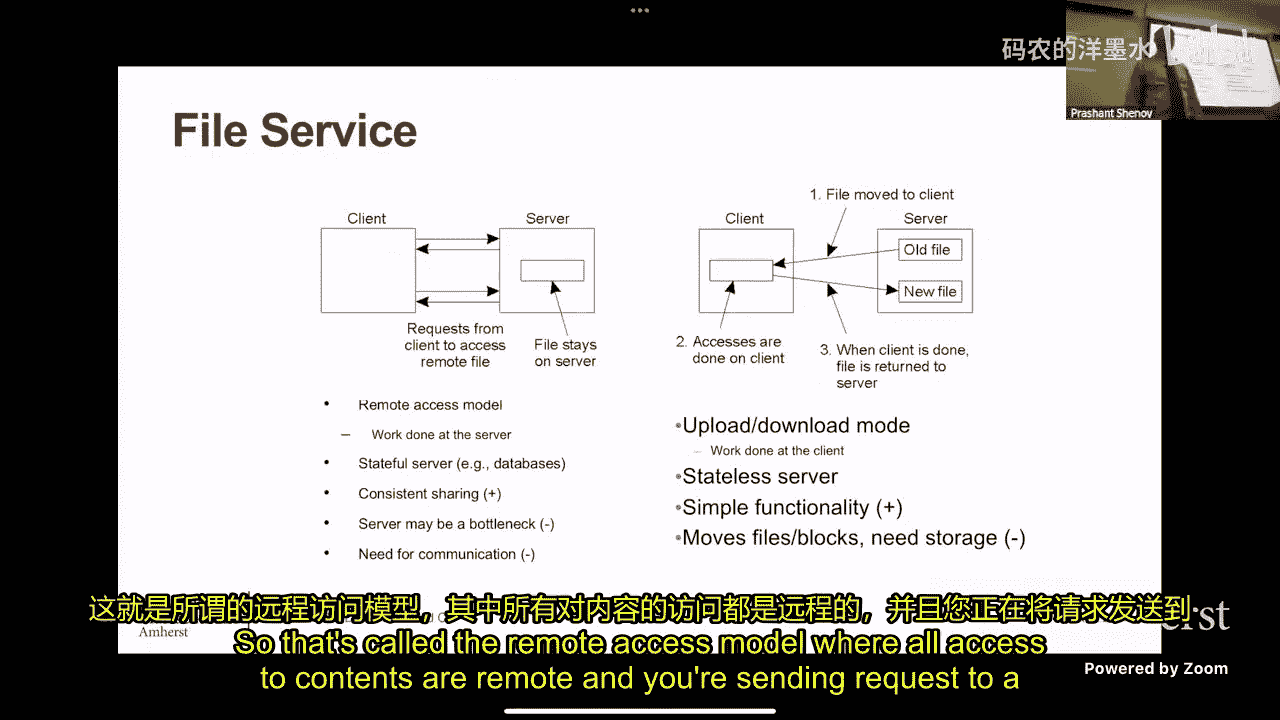 码农的洋墨水
Prashant Shenoy
File Service
Client
Server
Requests from
client to access
remote file
File stays
on server
1. File moved to client
Client
Server
Old file
New file
2. Accesses are
done on client
3. When client is done,
file is returned to
server
• Remote access model
– Work done at the server
• Stateful server (e.g., databases)
• Consistent sharing (+)
• Server may be a bottleneck (-)
• Need for communication (-)
•Upload/download mode
– Work done at the client
•Stateless server
•Simple functionality (+)
•Moves files/blocks, need storage (-)
Amherst
这就是所谓的远程访问模型，其中所有对内容的访问都是远程的，并且您正在将请求发送到
So that's called the remote access model where all access
to contents are remote and you're sending request to a
Powered by Zoom